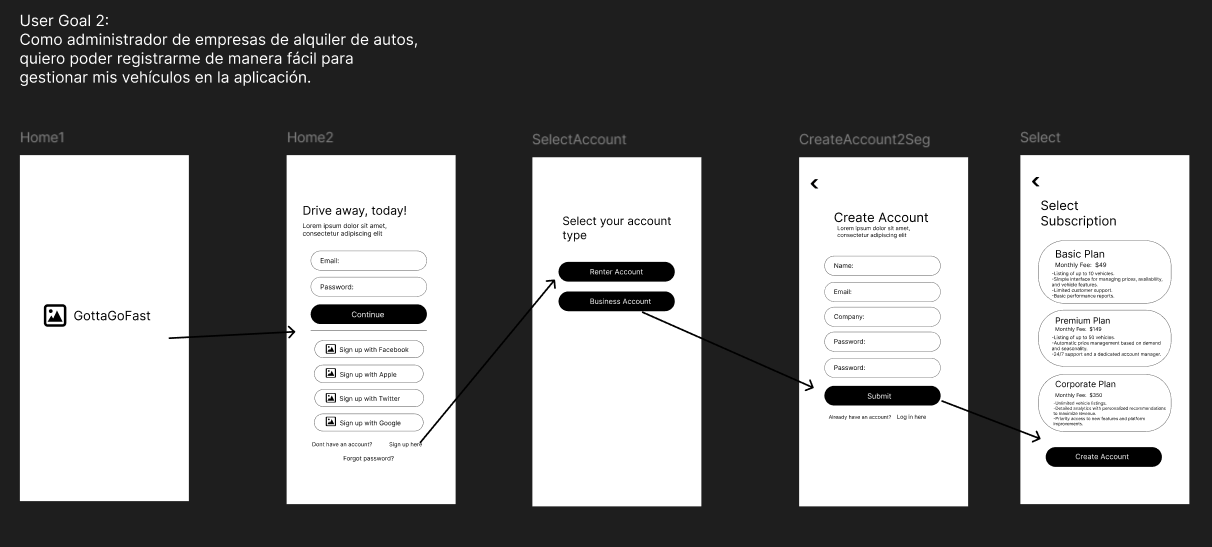 User Goal 2:
Como administrador de empresas de alquiler de autos,
quiero poder registrarme de manera fácil para
gestionar mis vehículos en la aplicación.
Home1
GottaGoFast
Home2
Drive away, today!
Lorem ipsum dolor sit amet,
consectetur adipiscing elit
Email:
Password:
Continue
Sign up with Facebook
Sign up with Apple
Sign up with Twitter
Sign up with Google
Dont have an account? Sign up here
Forgot password?
SelectAccount
Select your account
type
Renter Account
Business Account
CreateAccount2Seg
Create Account
Lorem ipsum dolor sit amet,
consectetur adipiscing elit
Name:
Email:
Company:
Password:
Password:
Submit
Already have an account? Log in here
Select
Select
Subscription
Basic Plan
Monthly Fee: $49
-Listing of up to 10 vehicles.
-Simple interface for managing prices, availability,
and vehicle features.
-Limited customer support.
-Basic performance reports.
Premium Plan
Monthly Fee: $149
-Listing of up to 50 vehicles.
-Automatic price management based on demand
and seasonality.
-24/7 support and a dedicated account manager.
Corporate Plan
Monthly Fee: $350
-Unlimited vehicle listings.
-Detailed analytics with personalized recommendations
to maximize revenue.
-Priority access to new features and platform
improvements.
Create Account